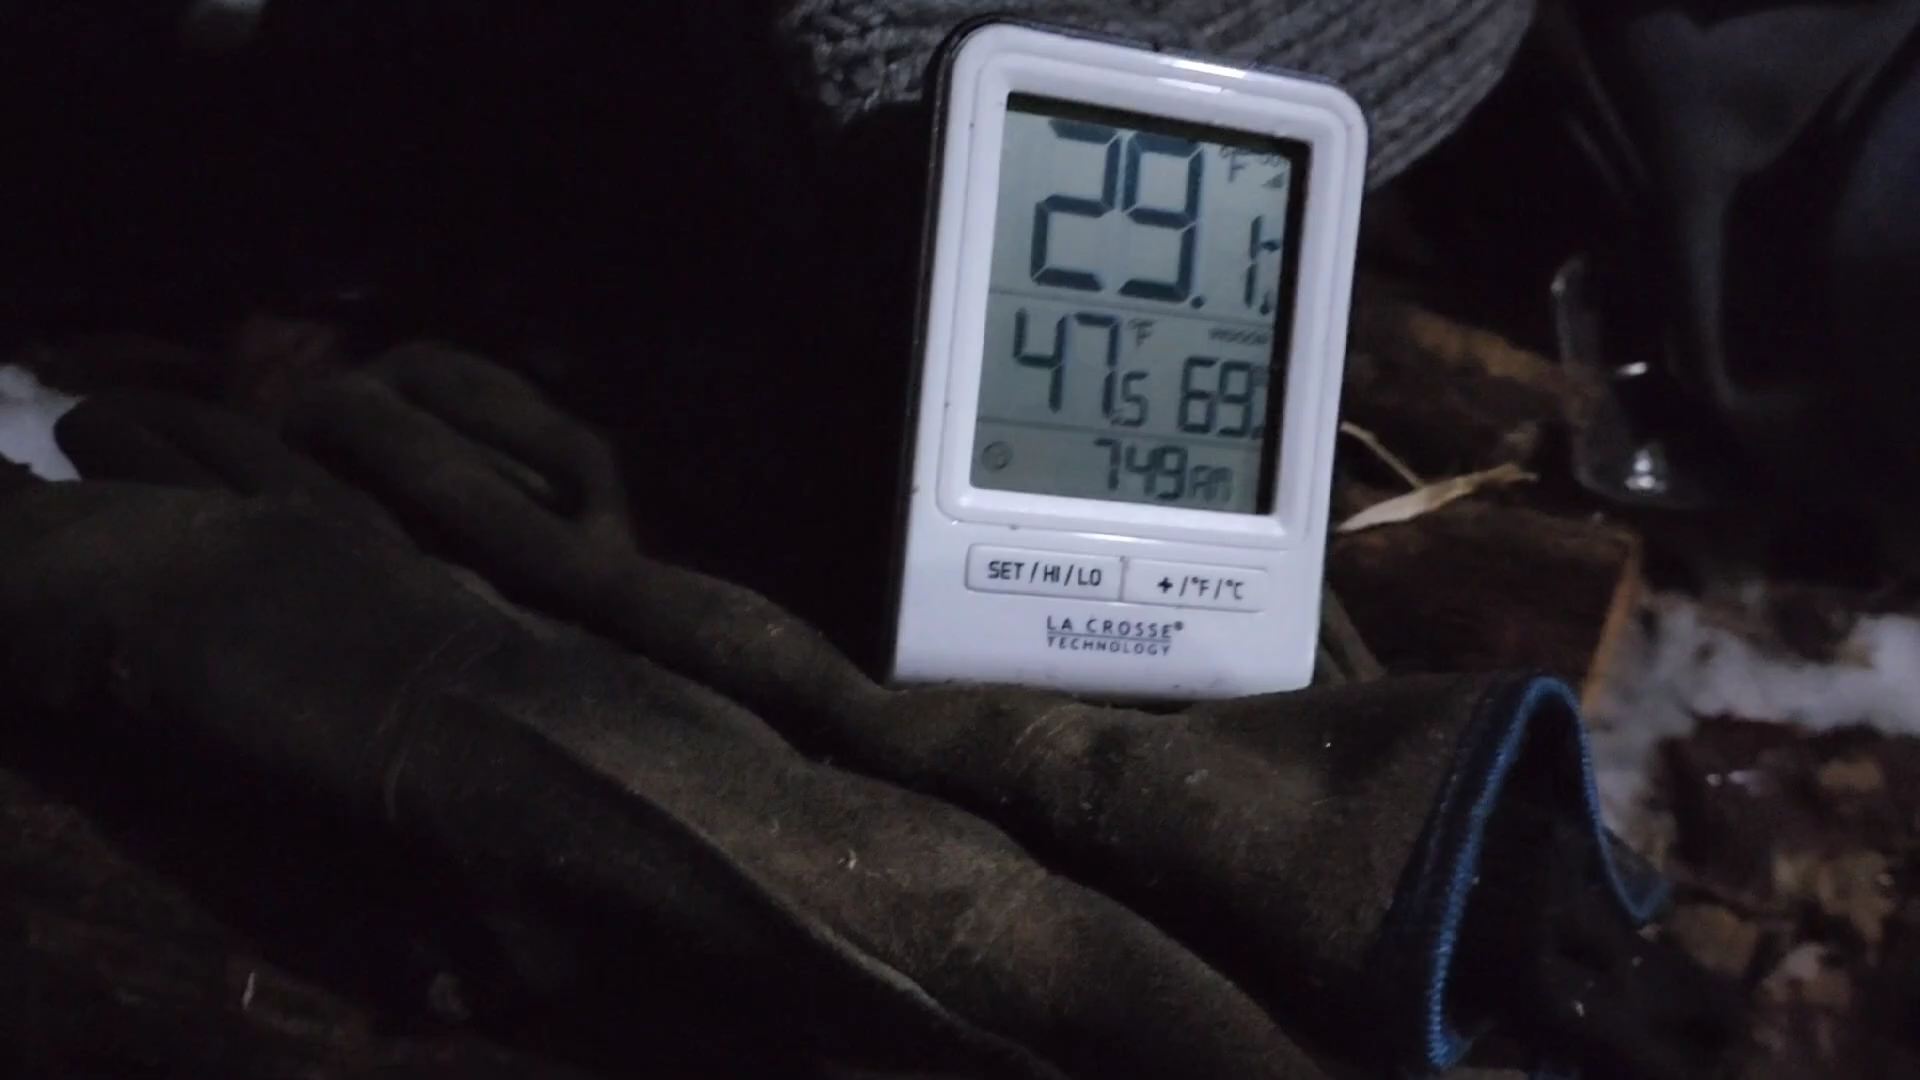 29.1
°F
47.5 °F 69
7:49 AM
SET / HI / LO
+ / °F / °C
LA CROSSE®
TECHNOLOGY